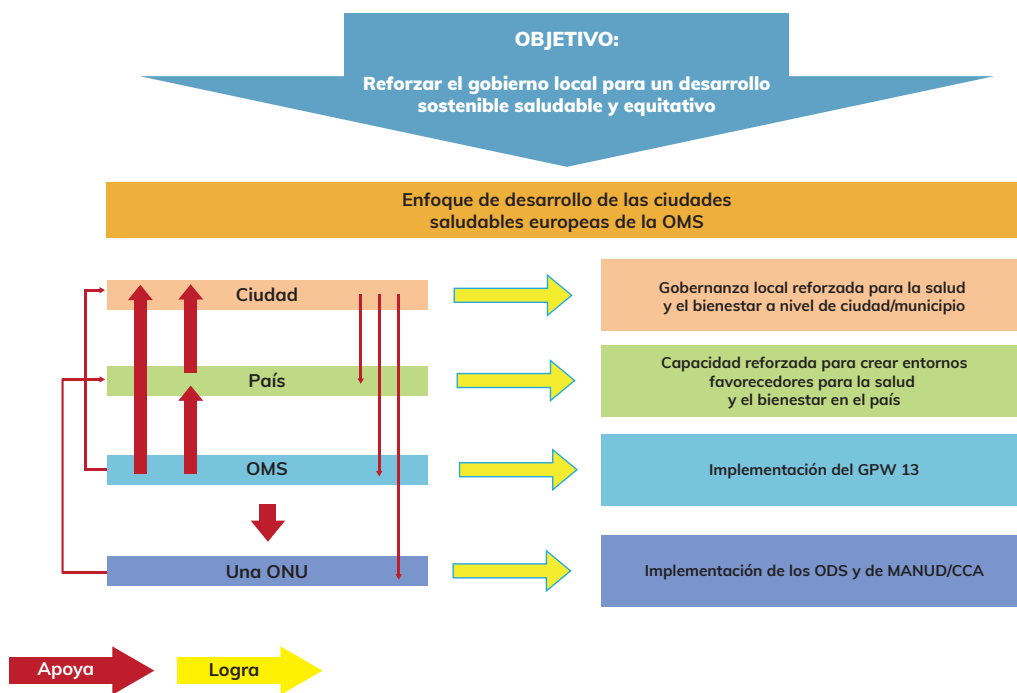 OBJETIVO:
Reforzar el gobierno local para un desarrollo
sostenible saludable y equitativo
Enfoque de desarrollo de las ciudades
saludables europeas de la OMS
Ciudad
Gobernanza local reforzada para la salud
y el bienestar a nivel de ciudad/municipio
País
Capacidad reforzada para crear entornos
favorecedores para la salud
y el bienestar en el país
OMS
Implementación del GPW 13
Una ONU
Implementación de los ODS y de MANUD/CCA
Apoya
Logra